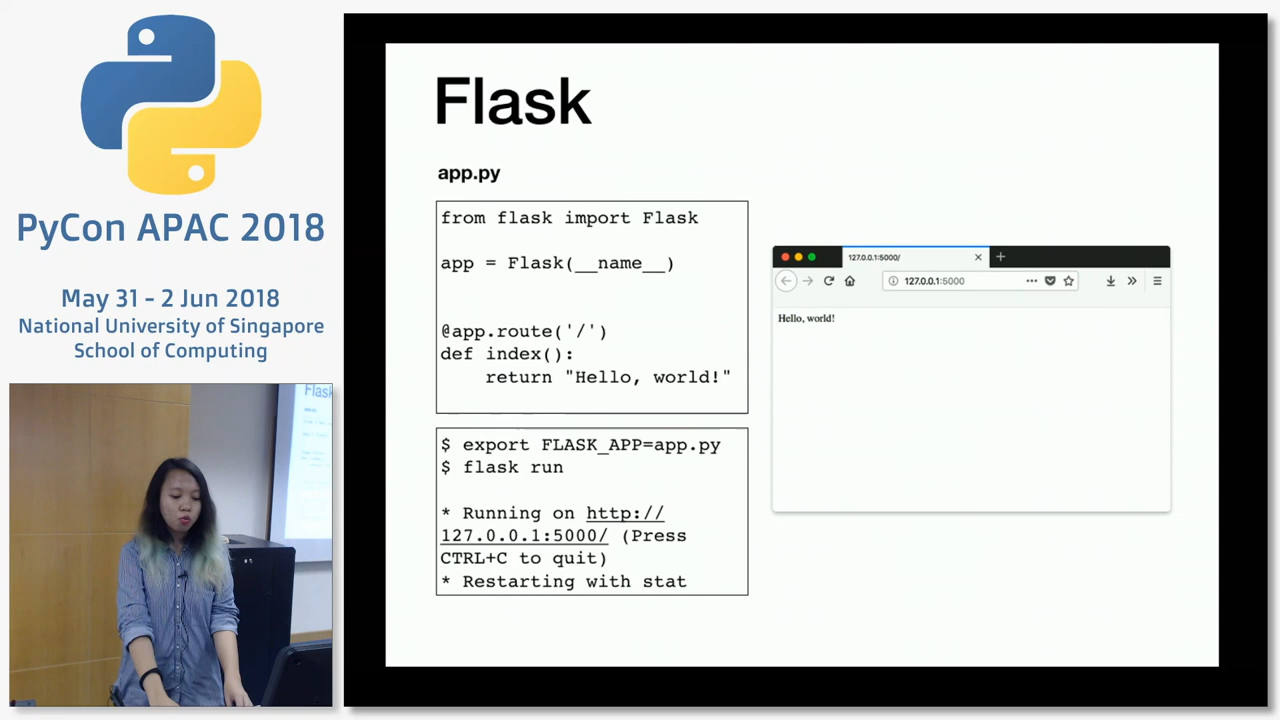 PyCon APAC 2018
May 31 - 2 Jun 2018
National University of Singapore
School of Computing
Flask
Flask
app.py
from flask import Flask
app = Flask(__name__)
@app.route('/')
def index():
return "Hello, world!"
$ export FLASK_APP=app.py
$ flask run
* Running on http://
127.0.0.1:5000/ (Press
CTRL+C to quit)
* Restarting with stat
127.0.0.1:5000/
127.0.0.1:5000
Hello, world!